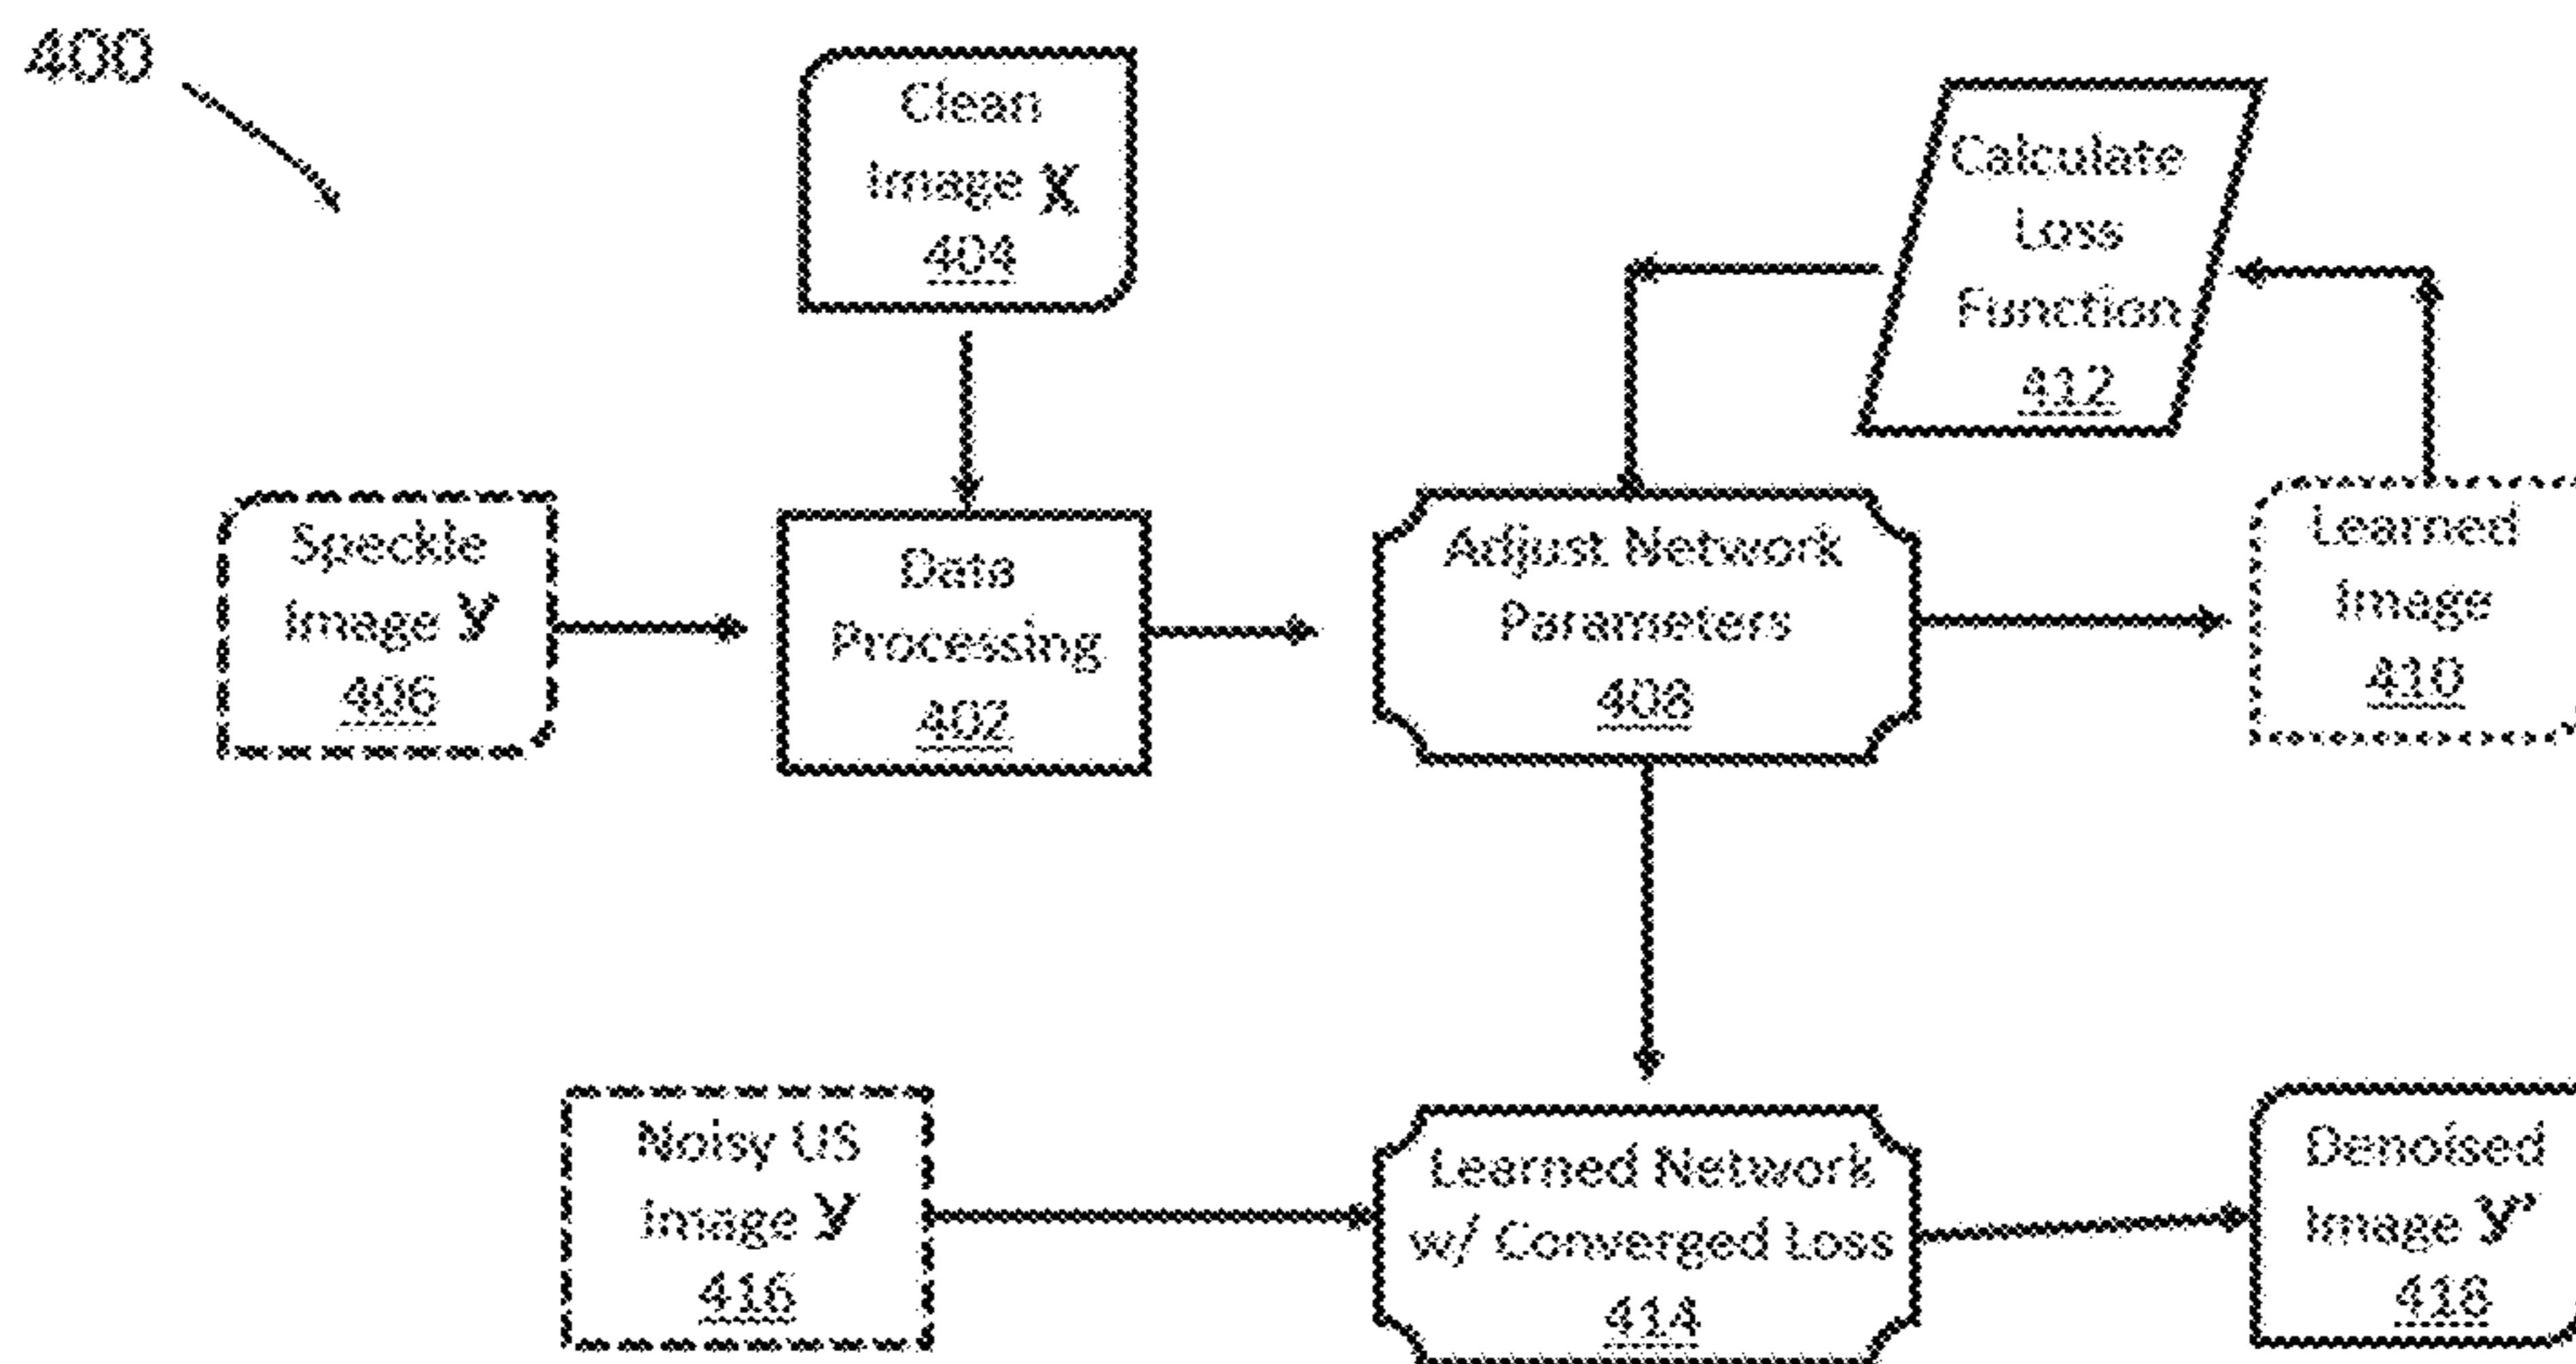 400
Clean
Image X
404
Calculate
Loss
Function
412
Speckle
Image Y
406
Data
Processing
402
Adjust Network
Parameters
408
Learned
Image
410
Noisy US
Image Y
416
Learned Network
w/ Converged Loss
414
Denoised
Image Y'
418